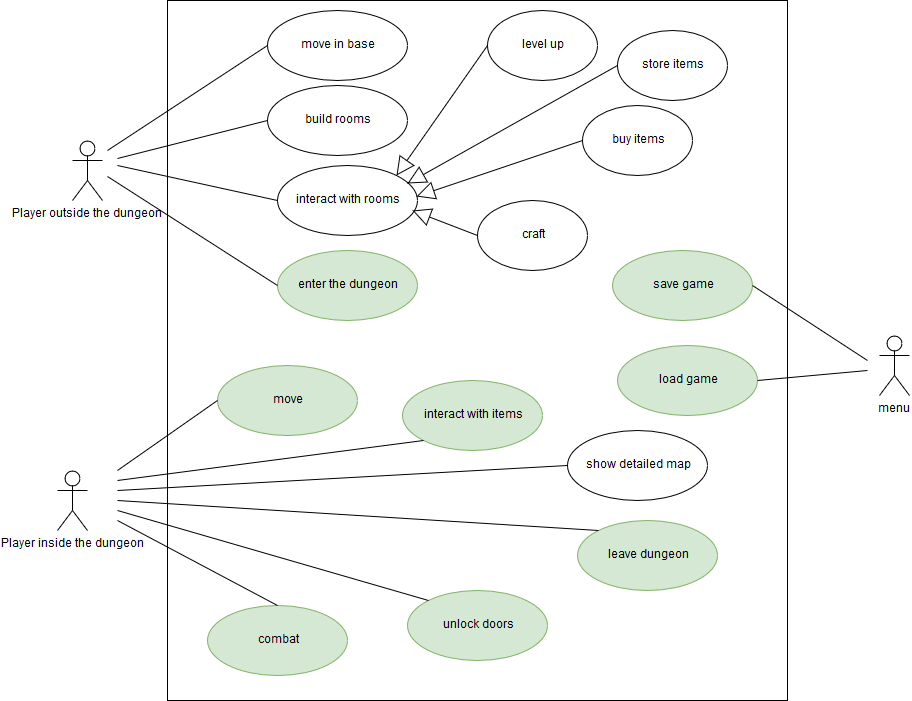 move in base
level up
store items
build rooms
buy items
interact with rooms
Player outside the dungeon
craft
enter the dungeon
save game
load game
menu
move
interact with items
show detailed map
Player inside the dungeon
leave dungeon
unlock doors
combat